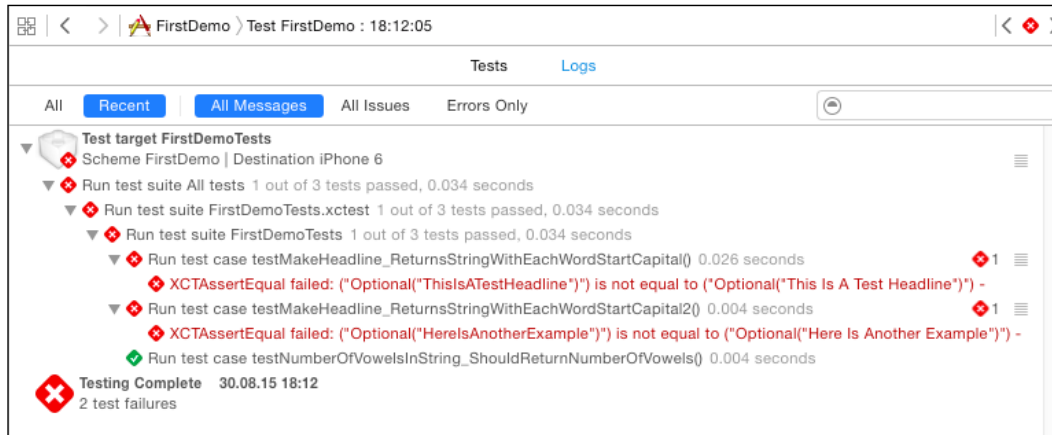 FirstDemo 〉Test FirstDemo : 18:12:05
Tests Logs
All Recent All Messages All Issues Errors Only
Test target FirstDemoTests
Scheme FirstDemo | Destination iPhone 6
Run test suite All tests 1 out of 3 tests passed, 0.034 seconds
Run test suite FirstDemoTests.xctest 1 out of 3 tests passed, 0.034 seconds
Run test suite FirstDemoTests 1 out of 3 tests passed, 0.034 seconds
Run test case testMakeHeadline_ReturnsStringWithEachWordStartCapital() 0.026 seconds 1
XCTAssertEqual failed: ("Optional("ThisIsATestHeadline")") is not equal to ("Optional("This Is A Test Headline")") -
Run test case testMakeHeadline_ReturnsStringWithEachWordStartCapital2() 0.004 seconds 1
XCTAssertEqual failed: ("Optional("HereIsAnotherExample")") is not equal to ("Optional("Here Is Another Example")") -
Run test case testNumberOfVowelsInString_ShouldReturnNumberOfVowels() 0.004 seconds
Testing Complete 30.08.15 18:12
2 test failures